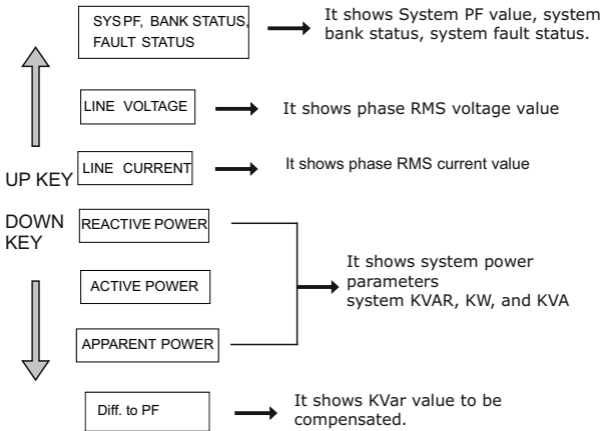 SYS PF, BANK STATUS,
FAULT STATUS
It shows System PF value, system
bank status, system fault status.
LINE VOLTAGE
It shows phase RMS voltage value
LINE CURRENT
It shows phase RMS current value
UP KEY
DOWN
KEY
REACTIVE POWER
ACTIVE POWER
APPARENT POWER
It shows system power
parameters
system KVAR, KW, and KVA
Diff. to PF
It shows KVar value to be
compensated.